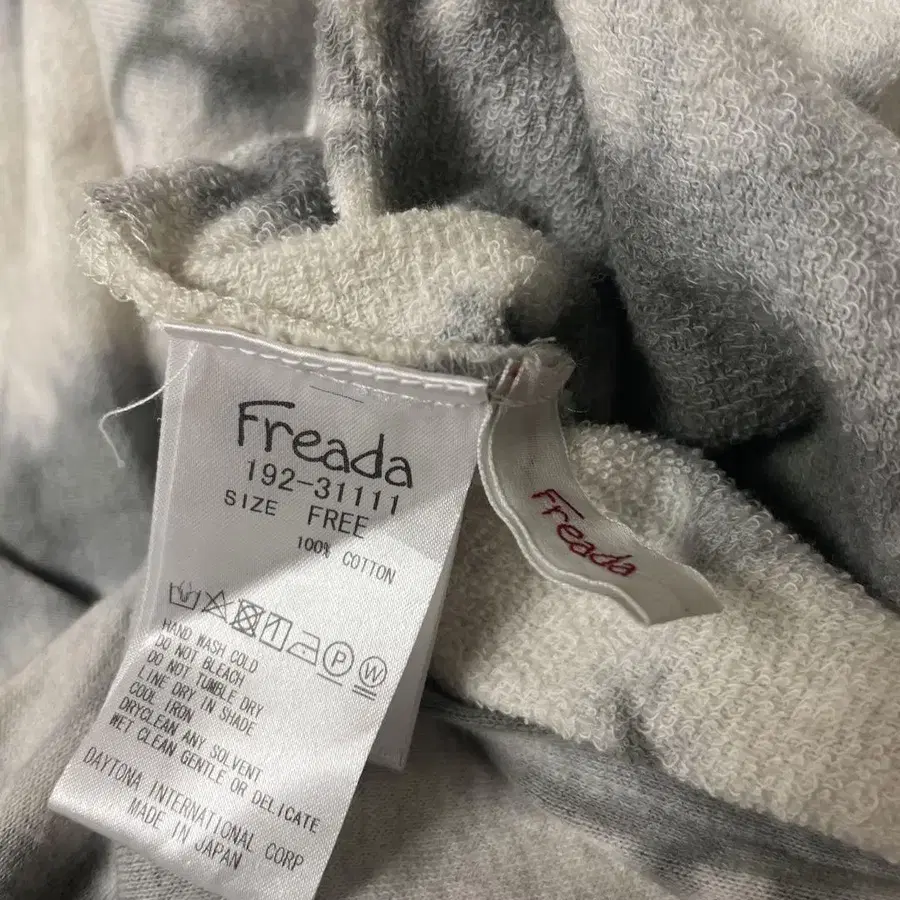 Freada
192-31111
SIZE FREE
100% COTTON
P W
HAND WASH COLD
DO NOT BLEACH
DO NOT TUMBLE DRY
LINE DRY IN SHADE
COOL IRON
DRYCLEAN ANY SOLVENT
WET CLEAN GENTLE OR DELICATE
DAYTONA INTERNATIONAL CORP
MADE IN JAPAN
Freada